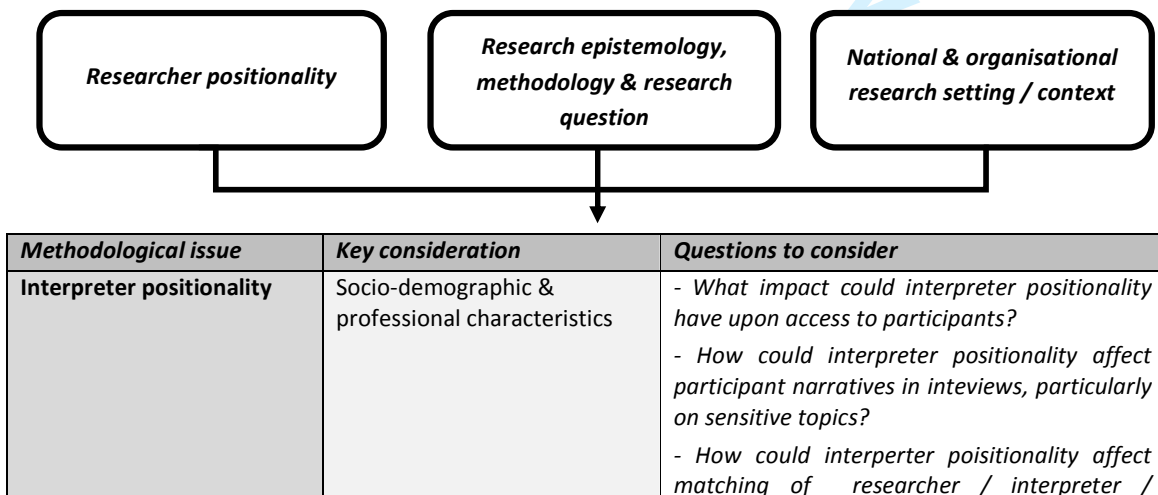 Researcher positionality
Research epistemology,
methodology & research
question
National & organisational
research setting / context
Methodological issue
Key consideration
Questions to consider
Interpreter positionality
Socio-demographic &
professional characteristics
- What impact could interpreter positionality
have upon access to participants?
- How could interpreter positionality affect
participant narratives in inteviews, particularly
on sensitive topics?
- How could interperter poisitionality affect
matching of researcher / interpreter /